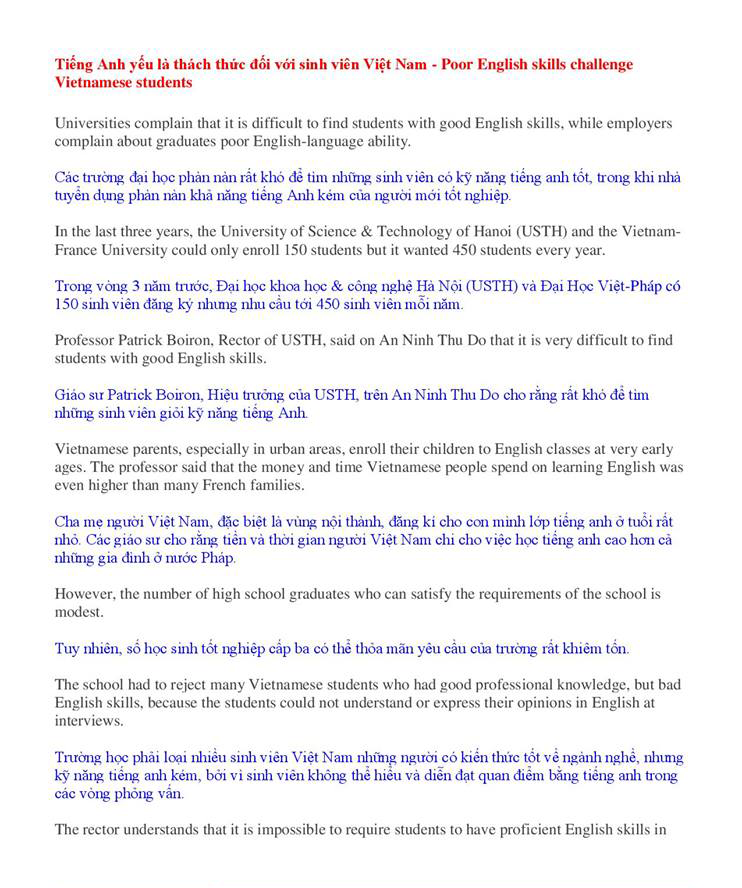 Tiếng Anh yếu là thách thức đối với sinh viên Việt Nam - Poor English skills challenge
Vietnamese students
Universities complain that it is difficult to find students with good English skills, while employers
complain about graduates poor English-language ability.
Các trường đại học phàn nàn rất khó để tìm những sinh viên có kỹ năng tiếng anh tốt, trong khi nhà
tuyển dụng phàn nàn khả năng tiếng Anh kém của người mới tốt nghiệp.
In the last three years, the University of Science & Technology of Hanoi (USTH) and the Vietnam-
France University could only enroll 150 students but it wanted 450 students every year.
Trong vòng 3 năm trước, Đại học khoa học & công nghệ Hà Nội (USTH) và Đại Học Việt-Pháp có
150 sinh viên đăng ký nhưng nhu cầu tới 450 sinh viên mỗi năm.
Professor Patrick Boiron, Rector of USTH, said on An Ninh Thu Do that it is very difficult to find
students with good English skills.
Giáo sư Patrick Boiron, Hiệu trưởng của USTH, trên An Ninh Thu Do cho rằng rất khó để tìm
những sinh viên giỏi kỹ năng tiếng Anh.
Vietnamese parents, especially in urban areas, enroll their children to English classes at very early
ages. The professor said that the money and time Vietnamese people spend on learning English was
even higher than many French families.
Cha mẹ người Việt Nam, đặc biệt là vùng nội thành, đăng kí cho con mình lớp tiếng anh ở tuổi rất
nhỏ. Các giáo sư cho rằng tiền và thời gian người Việt Nam chi cho việc học tiếng anh cao hơn cả
những gia đình ở nước Pháp.
However, the number of high school graduates who can satisfy the requirements of the school is
modest.
Tuy nhiên, số học sinh tốt nghiệp cấp ba có thể thỏa mãn yêu cầu của trường rất khiêm tốn.
The school had to reject many Vietnamese students who had good professional knowledge, but bad
English skills, because the students could not understand or express their opinions in English at
interviews.
Trường học phải loại nhiều sinh viên Việt Nam những người có kiến thức tốt về ngành nghề, nhưng
kỹ năng tiếng anh kém, bởi vì sinh viên không thể hiểu và diễn đạt quan điểm bằng tiếng anh trong
các vòng phỏng vấn.
The rector understands that it is impossible to require students to have proficient English skills in